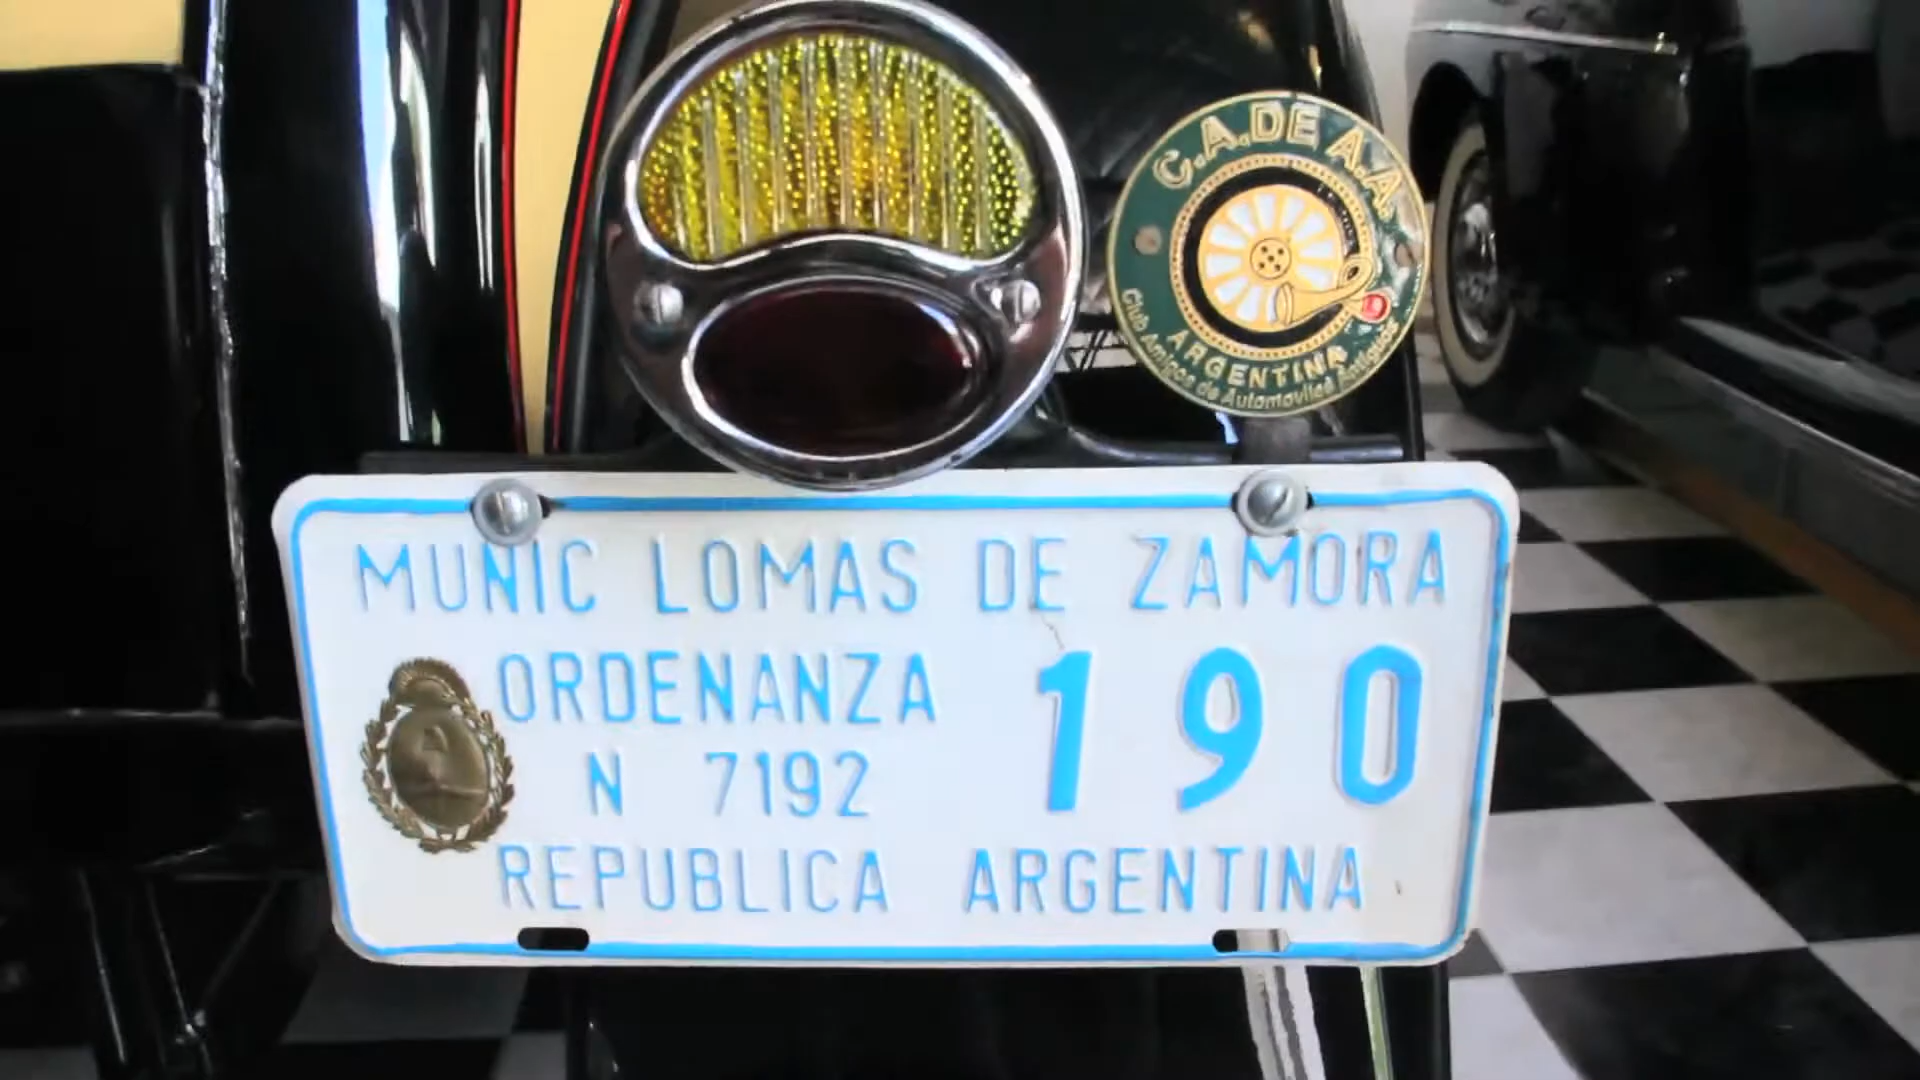 C.A.DE A.A.
ARGENTINA
Club Amigos de Automoviles Antiguos
MUNIC LOMAS DE ZAMORA
ORDENANZA
N 7192
190
REPUBLICA ARGENTINA